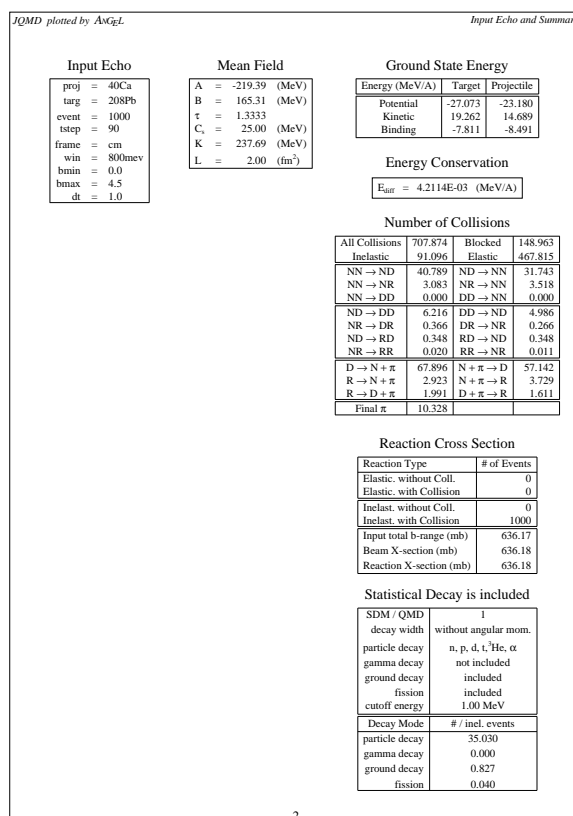 JQMD plotted by ANGEL
Input Echo and Summar
Input Echo
proj = 40Ca
targ = 208Pb
event = 1000
tstep = 90
frame = cm
win = 800mev
bmin = 0.0
bmax = 4.5
dt = 1.0
Mean Field
A = -219.39 (MeV)
B = 165.31 (MeV)
τ = 1.3333
Cs = 25.00 (MeV)
K = 237.69 (MeV)
L = 2.00 (fm²)
Ground State Energy
Energy (MeV/A) Target Projectile
Potential -27.073 -23.180
Kinetic 19.262 14.689
Binding -7.811 -8.491
Energy Conservation
Ediff = 4.2114E-03 (MeV/A)
Number of Collisions
All Collisions 707.874 Blocked 148.963
Inelastic 91.096 Elastic 467.815
NN → ND 40.789 ND → NN 31.743
NN → NR 3.083 NR → NN 3.518
NN → DD 0.000 DD → NN 0.000
ND → DD 6.216 DD → ND 4.986
NR → DR 0.366 DR → NR 0.266
ND → RD 0.348 RD → ND 0.348
NR → RR 0.020 RR → NR 0.011
D → N + π 67.896 N + π → D 57.142
R → N + π 2.923 N + π → R 3.729
R → D + π 1.991 D + π → R 1.611
Final π 10.328
Reaction Cross Section
Reaction Type # of Events
Elastic. without Coll. 0
Elastic. with Collision 0
Inelast. without Coll. 0
Inelast. with Collision 1000
Input total b-range (mb) 636.17
Beam X-section (mb) 636.18
Reaction X-section (mb) 636.18
Statistical Decay is included
SDM / QMD 1
decay width without angular mom.
particle decay n, p, d, t,³He, α
gamma decay not included
ground decay included
fission included
cutoff energy 1.00 MeV
Decay Mode # / inel. events
particle decay 35.030
gamma decay 0.000
ground decay 0.827
fission 0.040